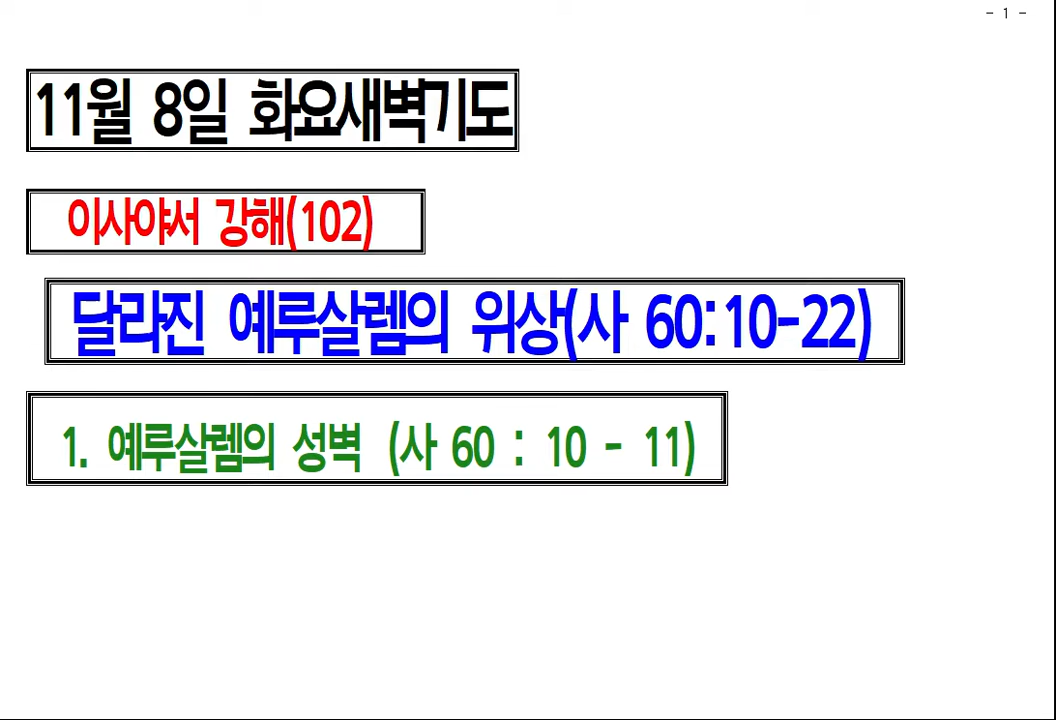 - 1 -
11월 8일 화요새벽기도
이사야서 강해(102)
달라진 예루살렘의 위상(사 60:10-22)
1. 예루살렘의 성벽 (사 60 : 10 - 11)